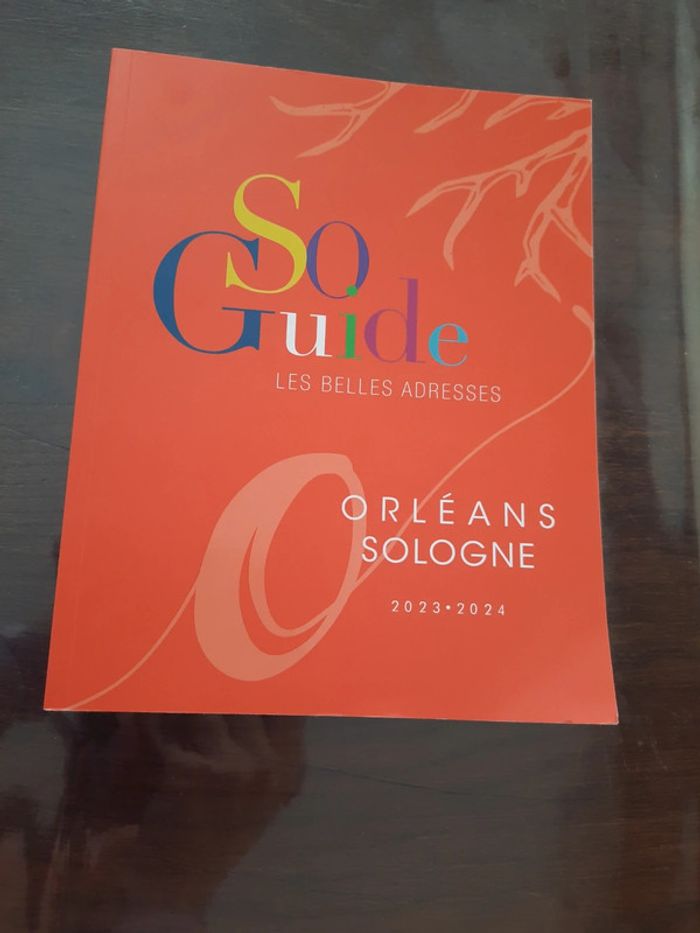 So
Guide
LES BELLES ADRESSES
ORLÉANS
SOLOGNE
2023•2024